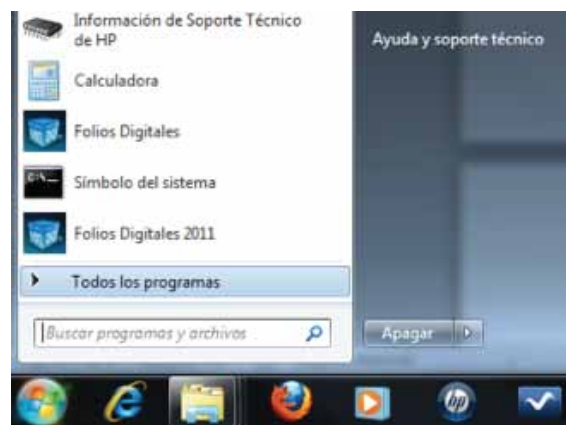 Información de Soporte Técnico
de HP
Ayuda y soporte técnico
Calculadora
Folios Digitales
C:\_
Símbolo del sistema
Folios Digitales 2011
Todos los programas
Buscar programas y archivos
Apagar
hp